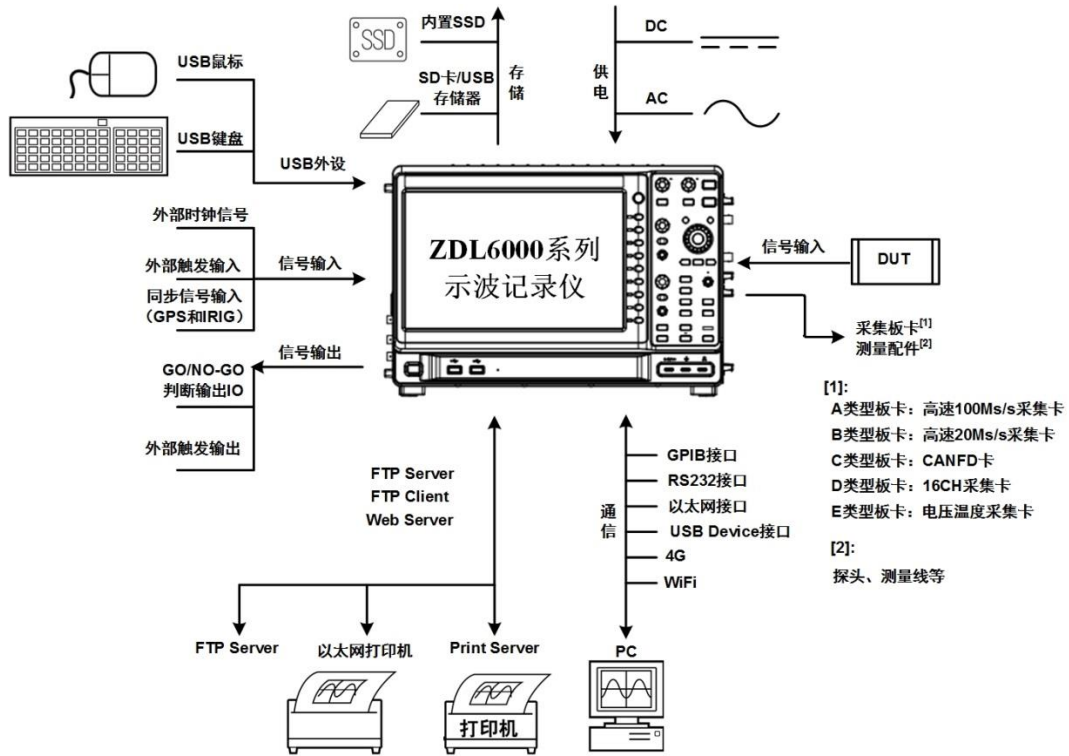 SSD
内置SSD
SD卡/USB
存储器
存储
供电
DC
AC
USB鼠标
USB键盘
USB外设
外部时钟信号
外部触发输入
同步信号输入
（GPS和IRIG）
信号输入
信号输出
GO/NO-GO
判断输出IO
外部触发输出
ZDL6000系列
示波记录仪
信号输入
DUT
采集板卡[1]
测量配件[2]
[1]:
A类型板卡：高速100Ms/s采集卡
B类型板卡：高速20Ms/s采集卡
C类型板卡：CANFD卡
D类型板卡：16CH采集卡
E类型板卡：电压温度采集卡
[2]:
探头、测量线等
FTP Server
FTP Client
Web Server
通信
GPIB接口
RS232接口
以太网接口
USB Device接口
4G
WiFi
FTP Server
以太网打印机
Print Server
PC
打印机